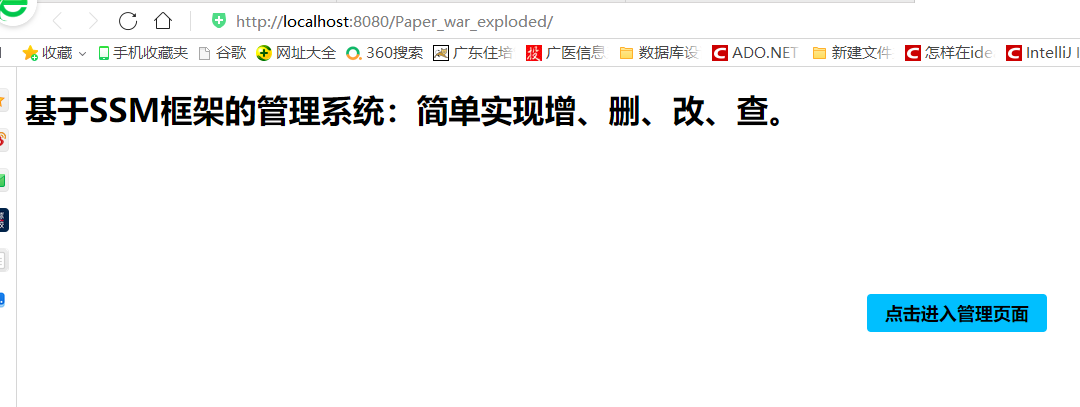 http://localhost:8080/Paper_war_exploded/
收藏 手机收藏夹 谷歌 网址大全 360搜索 广东住培 广医信息 数据库设 ADO.NET 新建文件 怎样在ide IntelliJ I
基于SSM框架的管理系统：简单实现增、删、改、查。
点击进入管理页面